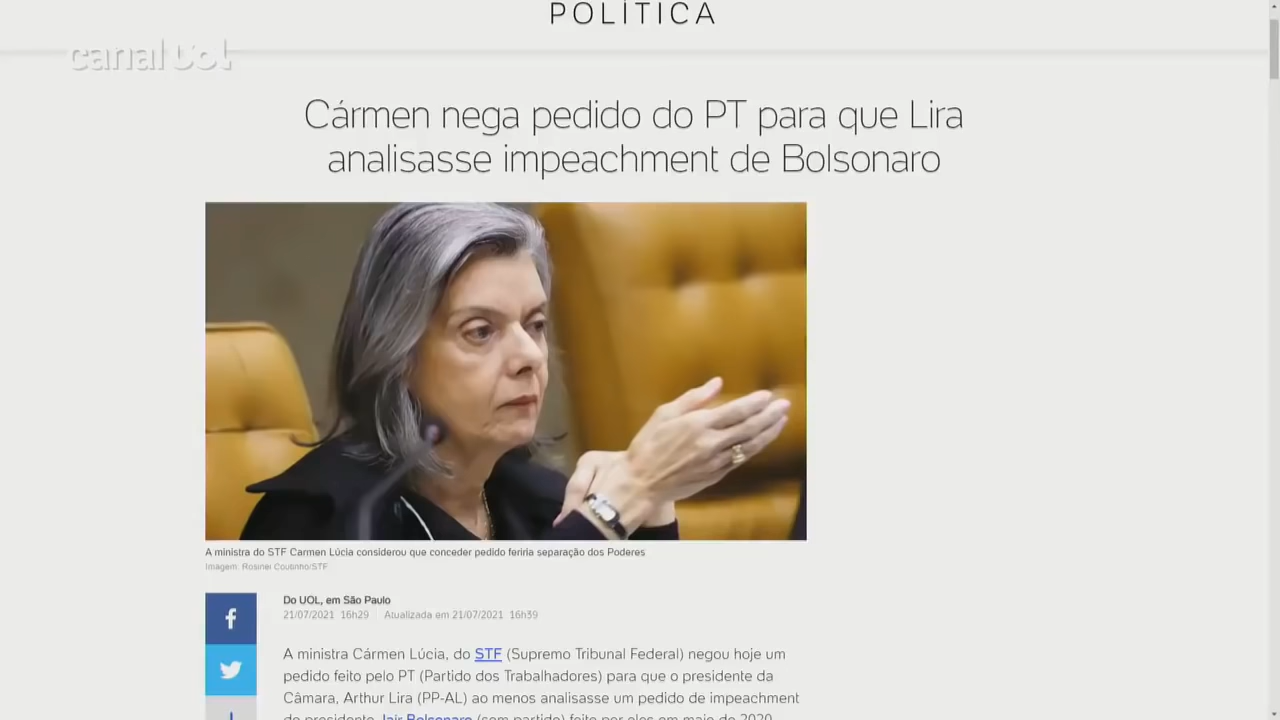 POLÍTICA
canal UOL
Cármen nega pedido do PT para que Lira
analisasse impeachment de Bolsonaro
A ministra do STF Carmen Lúcia considerou que conceder pedido feriria separação dos Poderes
Imagem: Rosinei Coutinho/STF
Do UOL, em São Paulo
21/07/2021 16h29 Atualizada em 21/07/2021 16h39
A ministra Cármen Lúcia, do STF (Supremo Tribunal Federal) negou hoje um
pedido feito pelo PT (Partido dos Trabalhadores) para que o presidente da
Câmara, Arthur Lira (PP-AL) ao menos analisasse um pedido de impeachment
do presidente Jair Bolsonaro (sem partido) feito por eles em maio de 2020